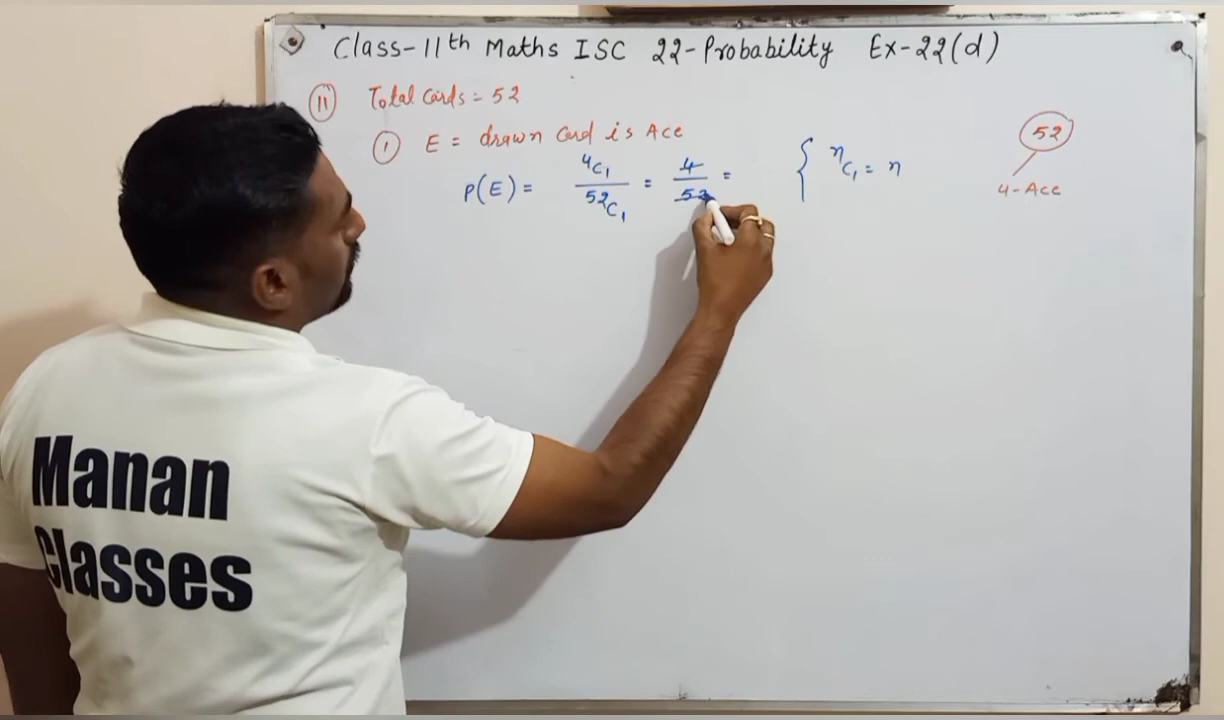 Class-11th Maths ISC 22-Probability Ex-22(d)
11 Total Cards = 52
1 E = drawn Card is Ace
P(E) = ⁴C₁ / ⁵²C₁ = 4/52 =
{ ⁿC₁ = n
52
4-Ace
Manan
Classes